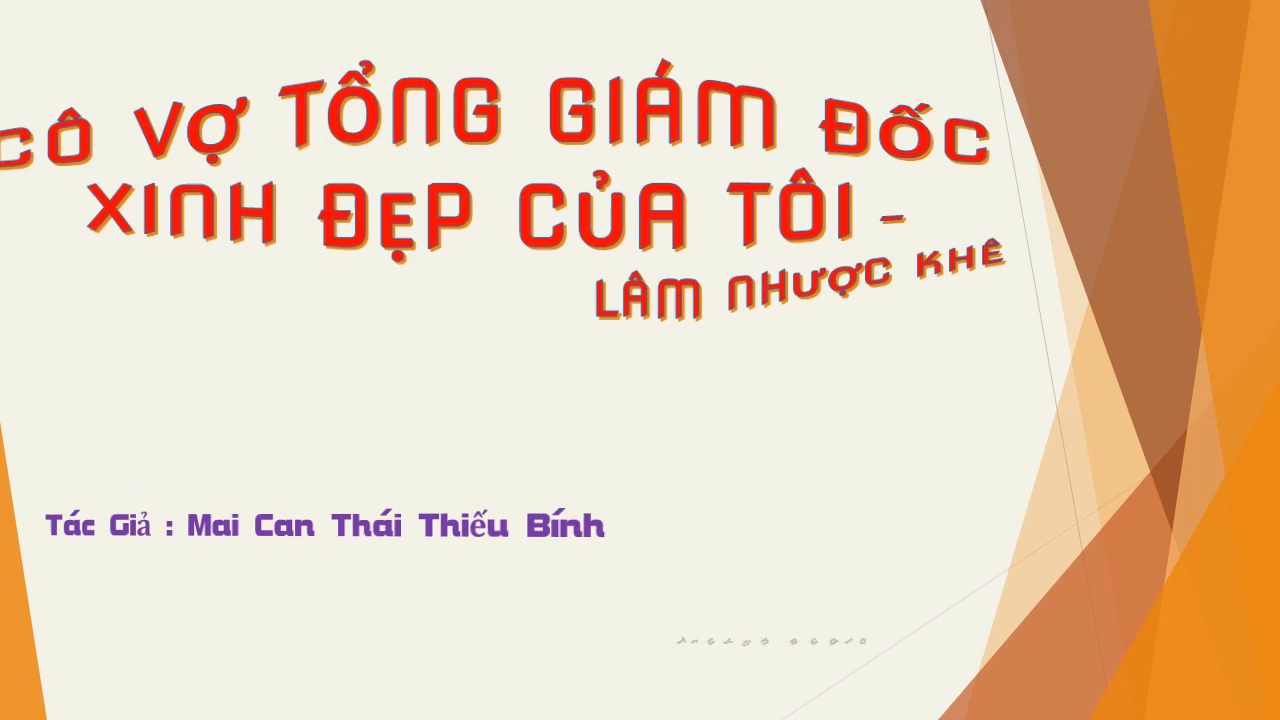 CÔ VỢ TỔNG GIÁM ĐỐC
XINH ĐẸP CỦA TÔI -
LÂM NHƯỢC KHÊ
Tác Giả : Mai Can Thái Thiếu Bính